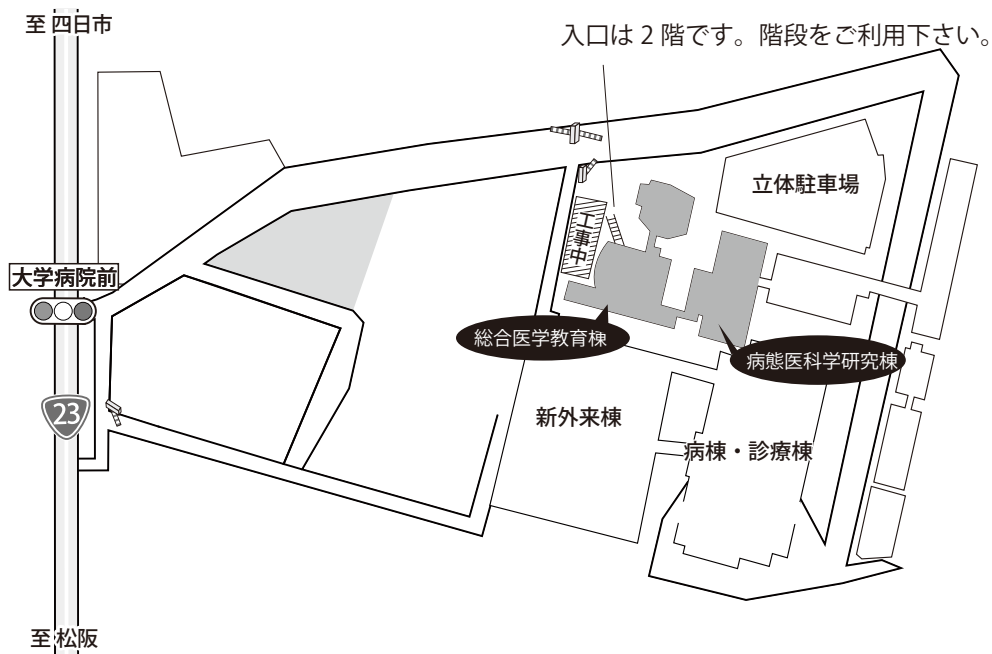 至 四日市
入口は 2 階です。階段をご利用下さい。
立体駐車場
工事中
大学病院前
総合医学教育棟
病態医科学研究棟
23
新外来棟
病棟・診療棟
至 松阪